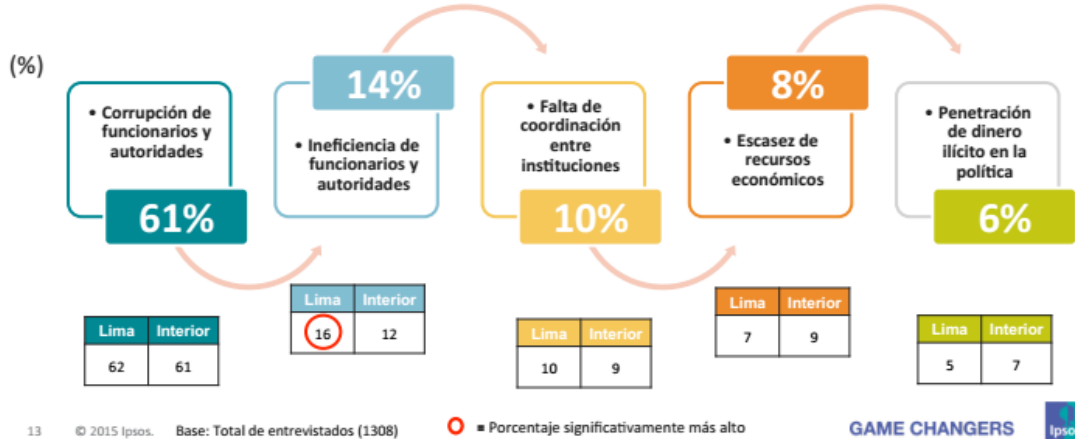 (%)
• Corrupción de
funcionarios y
autoridades
61%
14%
• Ineficiencia de
funcionarios y
autoridades
• Falta de
coordinación
entre
instituciones
10%
8%
• Escasez de
recursos
económicos
• Penetración
de dinero
ilícito en la
política
6%
Lima Interior
62 61
Lima Interior
16 12
Lima Interior
10 9
Lima Interior
7 9
Lima Interior
5 7
13 © 2015 Ipsos. Base: Total de entrevistados (1308) = Porcentaje significativamente más alto GAME CHANGERS Ipsos